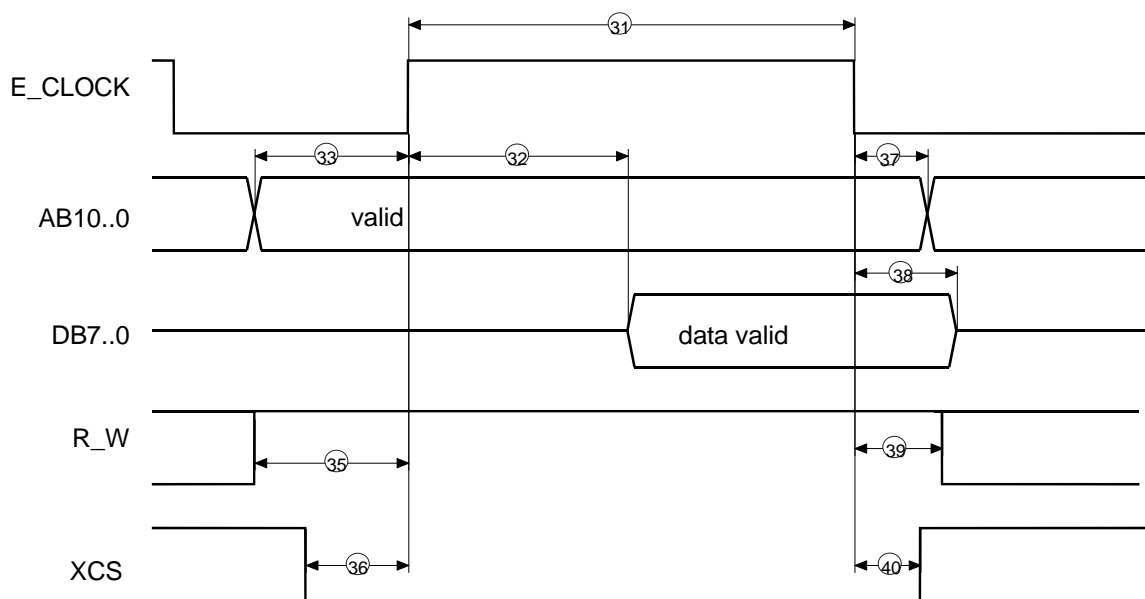 31
E_CLOCK
33 32 37
AB10..0 valid
38
DB7..0 data valid
R_W
35 39
36 40
XCS